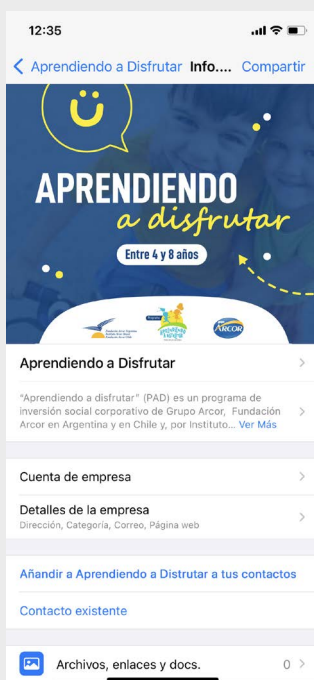 12:35
Aprendiendo a Disfrutar Info.... Compartir
APRENDIENDO
a disfrutar
Entre 4 y 8 años
ARCOR
Aprendiendo a Disfrutar
"Aprendiendo a disfrutar" (PAD) es un programa de
inversión social corporativo de Grupo Arcor, Fundación
Arcor en Argentina y en Chile y, por Instituto... Ver Más
Cuenta de empresa
Detalles de la empresa
Dirección, Categoría, Correo, Página web
Añandir a Aprendiendo a Distrutar a tus contactos
Contacto existente
Archivos, enlaces y docs. 0